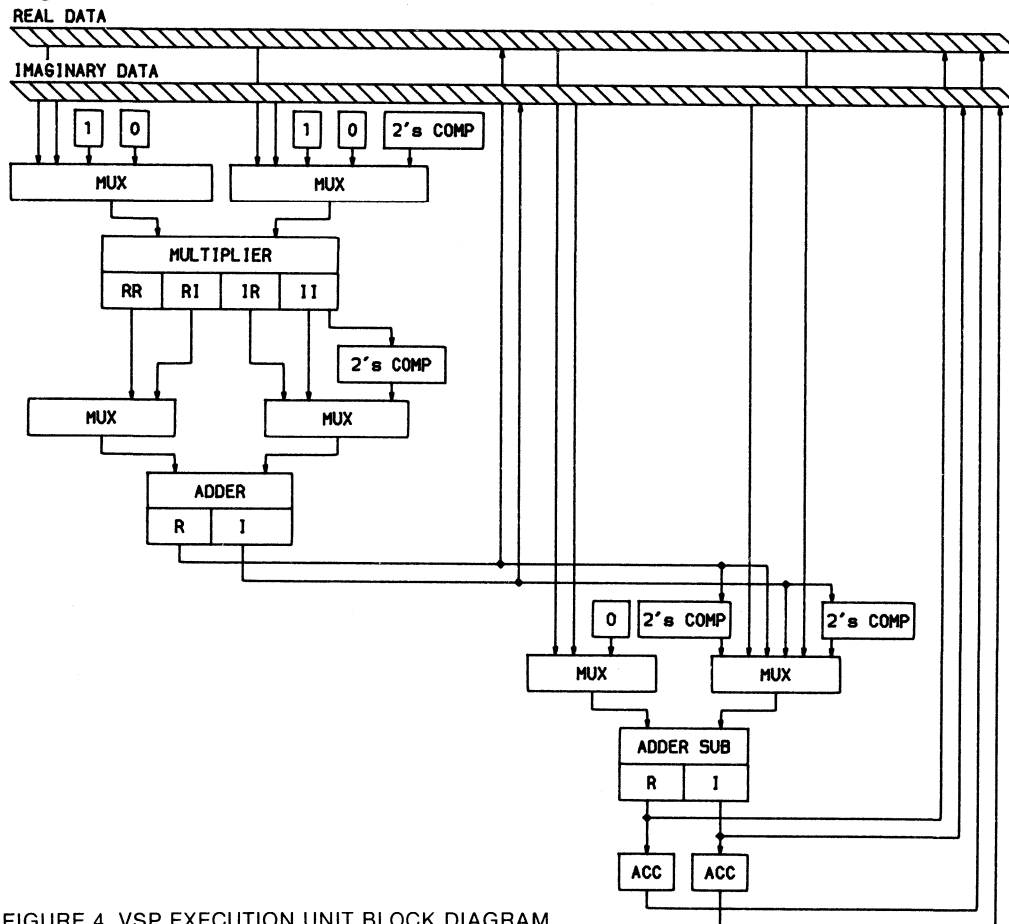 REAL DATA
IMAGINARY DATA
1 0 1 0 2's COMP
MUX MUX
MULTIPLIER
RR RI IR II
2's COMP
MUX MUX
ADDER
R I
0 2's COMP 2's COMP
MUX MUX
ADDER SUB
R I
ACC ACC
FIGURE 4. VSP EXECUTION UNIT BLOCK DIAGRAM